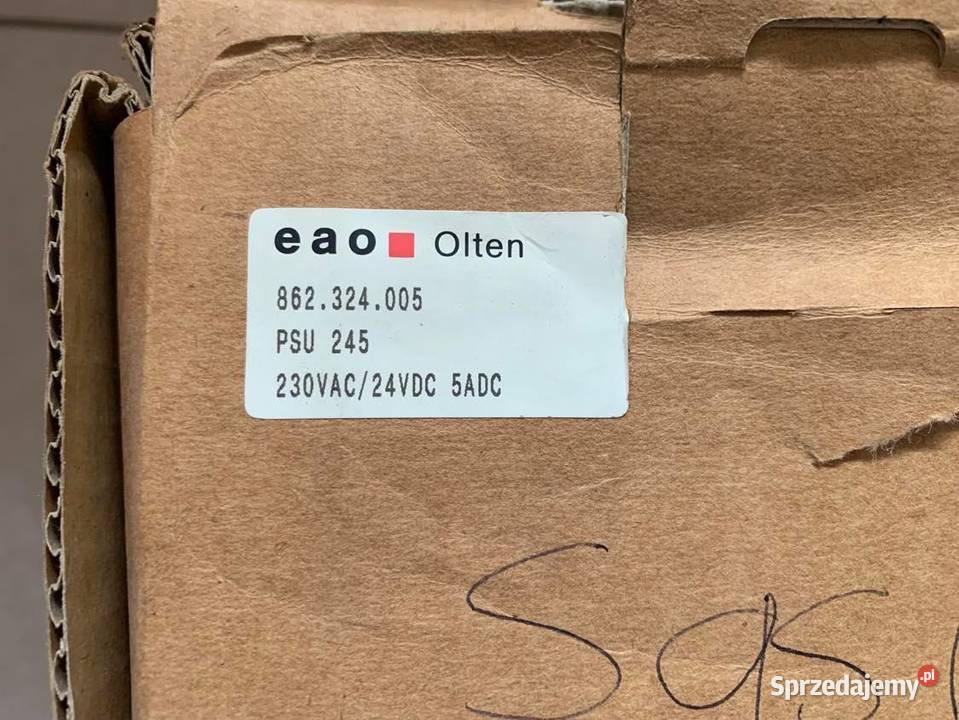 eao Olten
862.324.005
PSU 245
230VAC/24VDC 5ADC
Sprzedajemy.pl